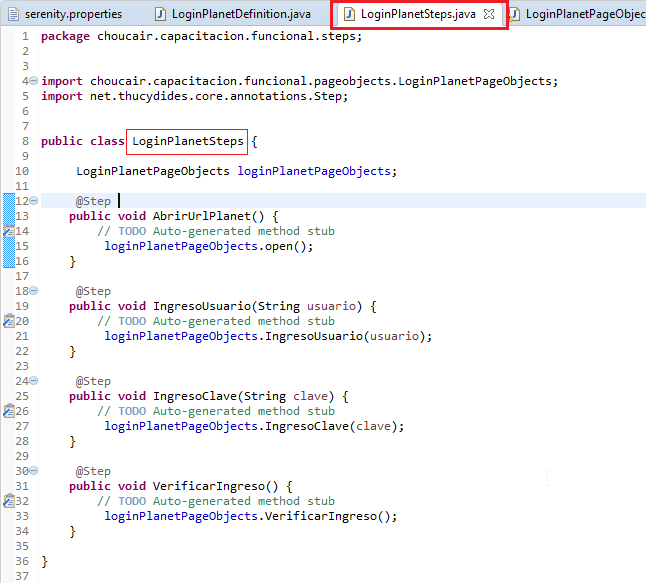 serenity.properties LoginPlanetDefinition.java LoginPlanetSteps.java LoginPlanetPageObjec
1 package choucair.capacitacion.funcional.steps;
2
3
4 import choucair.capacitacion.funcional.pageobjects.LoginPlanetPageObjects;
5 import net.thucydides.core.annotations.Step;
6
7
8 public class LoginPlanetSteps {
9
10 LoginPlanetPageObjects loginPlanetPageObjects;
11
12 @Step
13 public void AbrirUrlPlanet() {
14 // TODO Auto-generated method stub
15 loginPlanetPageObjects.open();
16 }
17
18 @Step
19 public void IngresoUsuario(String usuario) {
20 // TODO Auto-generated method stub
21 loginPlanetPageObjects.IngresoUsuario(usuario);
22 }
23
24 @Step
25 public void IngresoClave(String clave) {
26 // TODO Auto-generated method stub
27 loginPlanetPageObjects.IngresoClave(clave);
28 }
29
30 @Step
31 public void VerificarIngreso() {
32 // TODO Auto-generated method stub
33 loginPlanetPageObjects.VerificarIngreso();
34 }
35
36 }
37